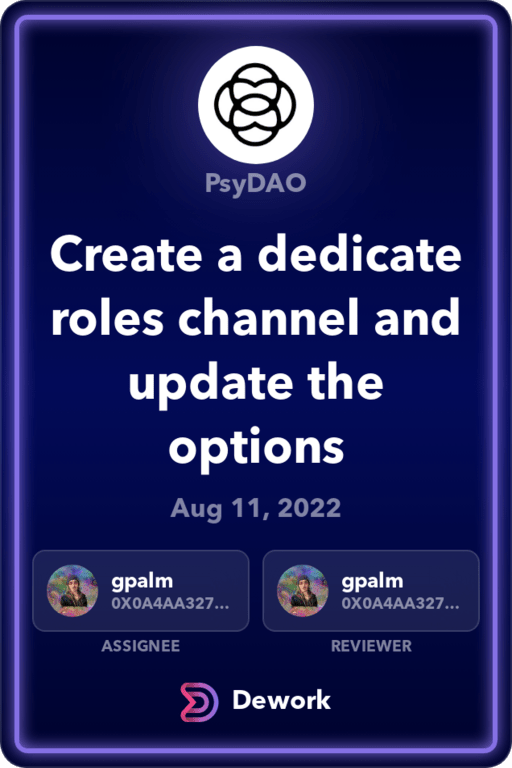 PsyDAO
Create a dedicate
roles channel and
update the
options
Aug 11, 2022
gpalm
0X0A4AA327...
ASSIGNEE
gpalm
0X0A4AA327...
REVIEWER
Dework